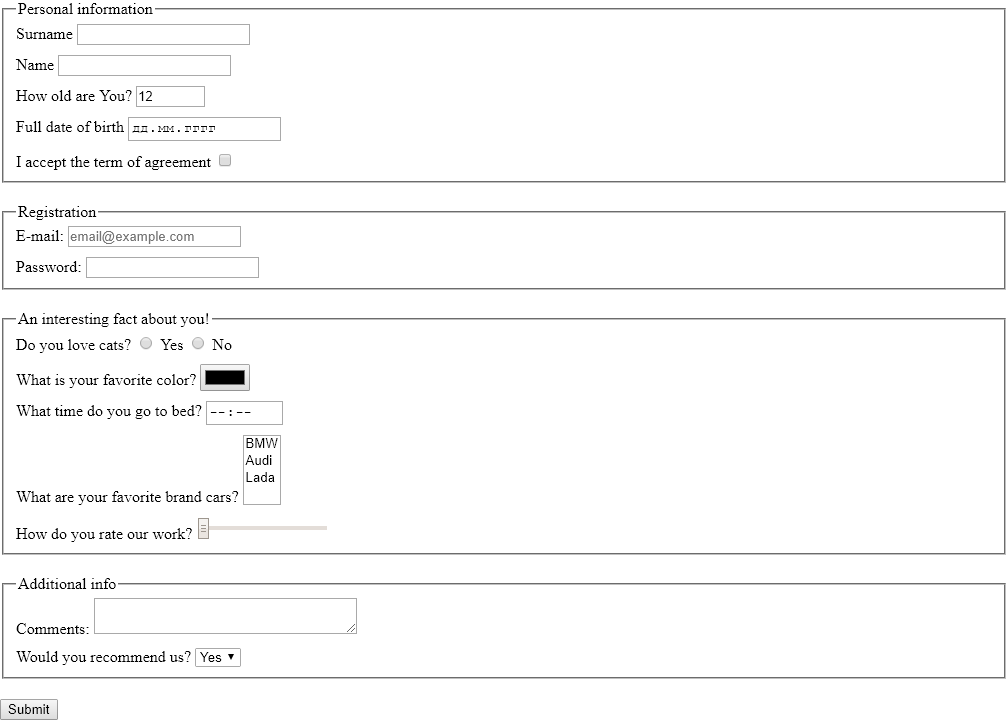 Personal information
Surname
Name
How old are You? 12
Full date of birth дд.мм.гггг
I accept the term of agreement
Registration
E-mail: email@example.com
Password:
An interesting fact about you!
Do you love cats? Yes No
What is your favorite color?
What time do you go to bed? --:--
BMW
Audi
Lada
What are your favorite brand cars?
How do you rate our work?
Additional info
Comments:
Would you recommend us? Yes
Submit